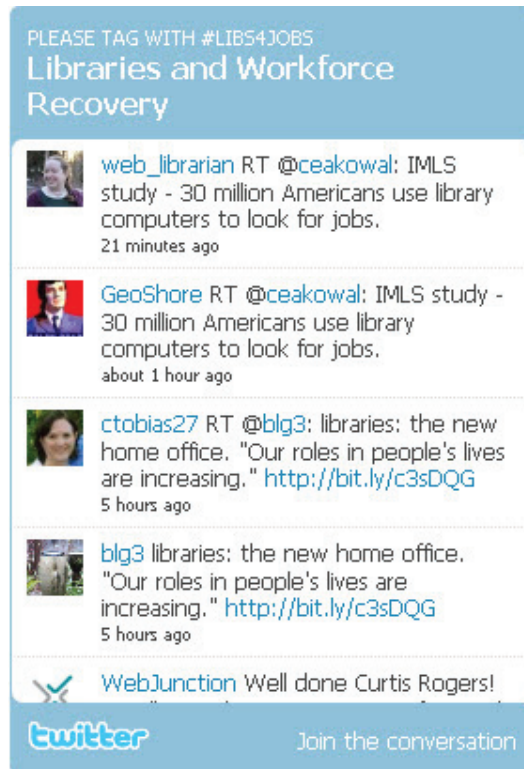 PLEASE TAG WITH #LIBS4JOBS
Libraries and Workforce
Recovery
web_librarian RT @ceakowal: IMLS
study - 30 million Americans use library
computers to look for jobs.
21 minutes ago
GeoShore RT @ceakowal: IMLS study -
30 million Americans use library
computers to look for jobs.
about 1 hour ago
ctobias27 RT @blg3: libraries: the new
home office. "Our roles in people's lives
are increasing." http://bit.ly/c3sDQG
5 hours ago
blg3 libraries: the new home office.
"Our roles in people's lives are
increasing." http://bit.ly/c3sDQG
5 hours ago
WebJunction Well done Curtis Rogers!
twitter
Join the conversation